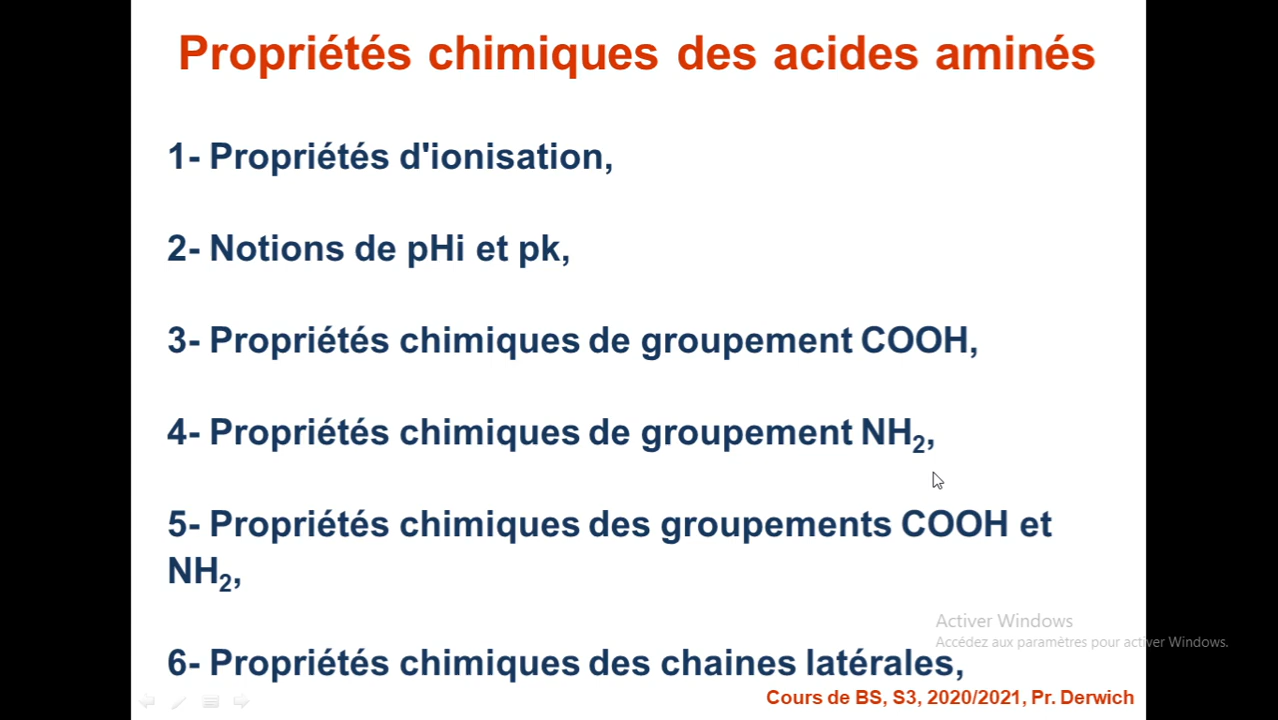 Propriétés chimiques des acides aminés
1- Propriétés d'ionisation,
2- Notions de pHi et pk,
3- Propriétés chimiques de groupement COOH,
4- Propriétés chimiques de groupement NH₂,
5- Propriétés chimiques des groupements COOH et
NH₂,
Activer Windows
Accédez aux paramètres pour activer Windows.
6- Propriétés chimiques des chaines latérales,
Cours de BS, S3, 2020/2021, Pr. Derwich